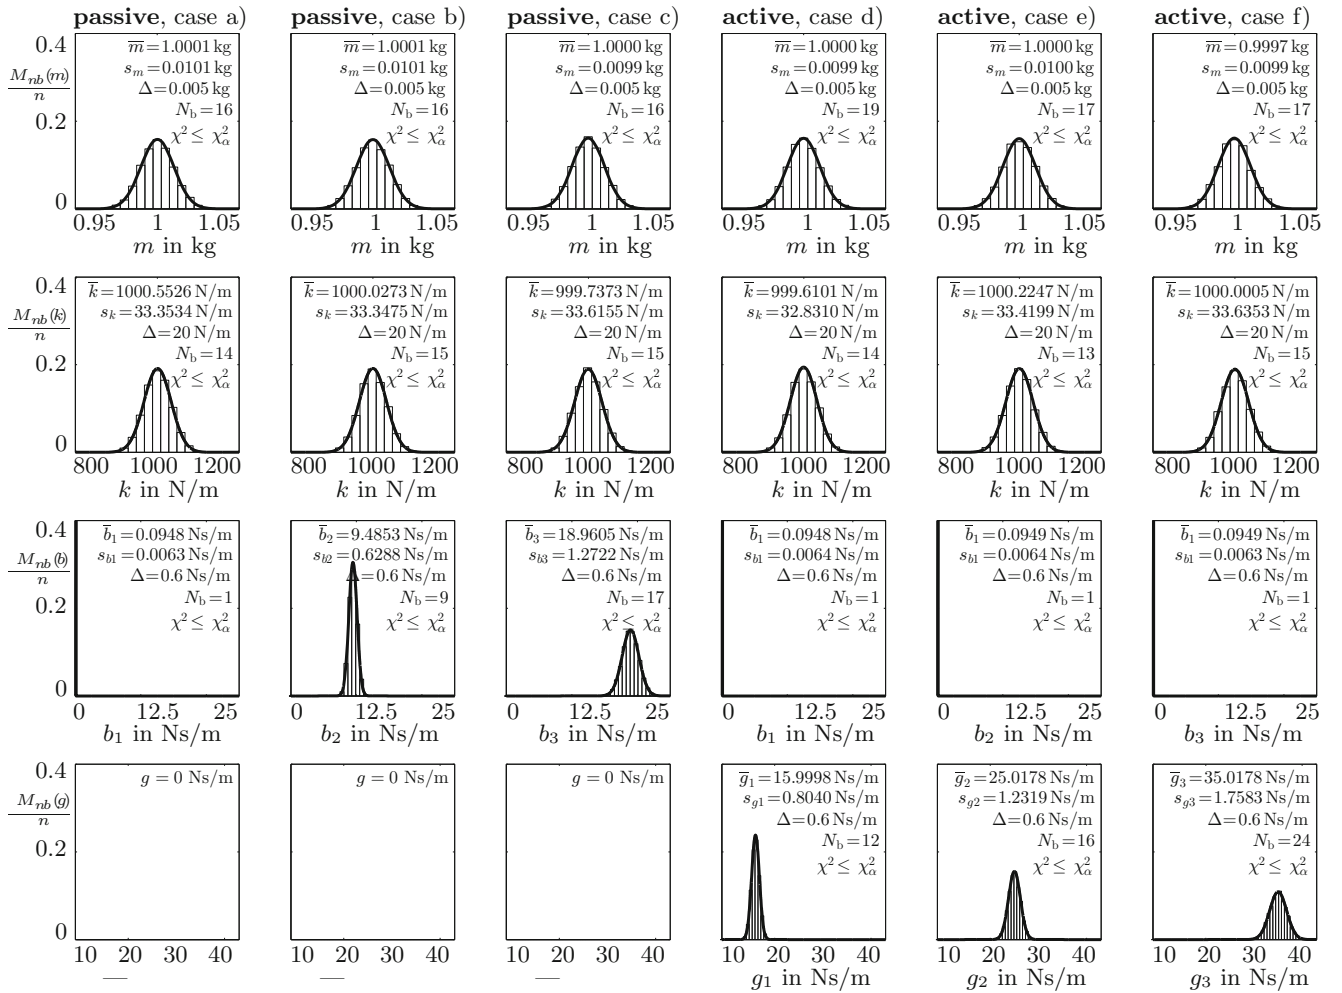 passive, case a) passive, case b) passive, case c) active, case d) active, case e) active, case f)
M_nb(m)/n
0.4
0.2
0
m̅=1.0001 kg
s_m=0.0101 kg
Δ=0.005 kg
N_b=16
χ² ≤ χ²_α
0.95 1 1.05
m in kg
m̅=1.0001 kg
s_m=0.0101 kg
Δ=0.005 kg
N_b=16
χ² ≤ χ²_α
0.95 1 1.05
m in kg
m̅=1.0000 kg
s_m=0.0099 kg
Δ=0.005 kg
N_b=16
χ² ≤ χ²_α
0.95 1 1.05
m in kg
m̅=1.0000 kg
s_m=0.0099 kg
Δ=0.005 kg
N_b=19
χ² ≤ χ²_α
0.95 1 1.05
m in kg
m̅=1.0000 kg
s_m=0.0100 kg
Δ=0.005 kg
N_b=17
χ² ≤ χ²_α
0.95 1 1.05
m in kg
m̅=0.9997 kg
s_m=0.0099 kg
Δ=0.005 kg
N_b=17
χ² ≤ χ²_α
0.95 1 1.05
m in kg
M_nb(k)/n
0.4
0.2
0
k̅=1000.5526 N/m
s_k=33.3534 N/m
Δ=20 N/m
N_b=14
χ² ≤ χ²_α
800 1000 1200
k in N/m
k̅=1000.0273 N/m
s_k=33.3475 N/m
Δ=20 N/m
N_b=15
χ² ≤ χ²_α
800 1000 1200
k in N/m
k̅=999.7373 N/m
s_k=33.6155 N/m
Δ=20 N/m
N_b=15
χ² ≤ χ²_α
800 1000 1200
k in N/m
k̅=999.6101 N/m
s_k=32.8310 N/m
Δ=20 N/m
N_b=14
χ² ≤ χ²_α
800 1000 1200
k in N/m
k̅=1000.2247 N/m
s_k=33.4199 N/m
Δ=20 N/m
N_b=13
χ² ≤ χ²_α
800 1000 1200
k in N/m
k̅=1000.0005 N/m
s_k=33.6353 N/m
Δ=20 N/m
N_b=15
χ² ≤ χ²_α
800 1000 1200
k in N/m
M_nb(b)/n
0.4
0.2
0
b̅_1=0.0948 Ns/m
s_b1=0.0063 Ns/m
Δ=0.6 Ns/m
N_b=1
χ² ≤ χ²_α
0 12.5 25
b_1 in Ns/m
b̅_2=9.4853 Ns/m
s_b2=0.6288 Ns/m
Δ=0.6 Ns/m
N_b=9
χ² ≤ χ²_α
0 12.5 25
b_2 in Ns/m
b̅_3=18.9605 Ns/m
s_b3=1.2722 Ns/m
Δ=0.6 Ns/m
N_b=17
χ² ≤ χ²_α
0 12.5 25
b_3 in Ns/m
b̅_1=0.0948 Ns/m
s_b1=0.0064 Ns/m
Δ=0.6 Ns/m
N_b=1
χ² ≤ χ²_α
0 12.5 25
b_1 in Ns/m
b̅_1=0.0949 Ns/m
s_b1=0.0064 Ns/m
Δ=0.6 Ns/m
N_b=1
χ² ≤ χ²_α
0 12.5 25
b_2 in Ns/m
b̅_1=0.0949 Ns/m
s_b1=0.0063 Ns/m
Δ=0.6 Ns/m
N_b=1
χ² ≤ χ²_α
0 12.5 25
b_3 in Ns/m
M_nb(g)/n
0.4
0.2
0
g=0 Ns/m
10 20 30 40
—
g=0 Ns/m
10 20 30 40
—
g=0 Ns/m
10 20 30 40
—
g̅_1=15.9998 Ns/m
s_g1=0.8040 Ns/m
Δ=0.6 Ns/m
N_b=12
χ² ≤ χ²_α
10 20 30 40
g_1 in Ns/m
g̅_2=25.0178 Ns/m
s_g2=1.2319 Ns/m
Δ=0.6 Ns/m
N_b=16
χ² ≤ χ²_α
10 20 30 40
g_2 in Ns/m
g̅_3=35.0178 Ns/m
s_g3=1.7583 Ns/m
Δ=0.6 Ns/m
N_b=24
χ² ≤ χ²_α
10 20 30 40
g_3 in Ns/m